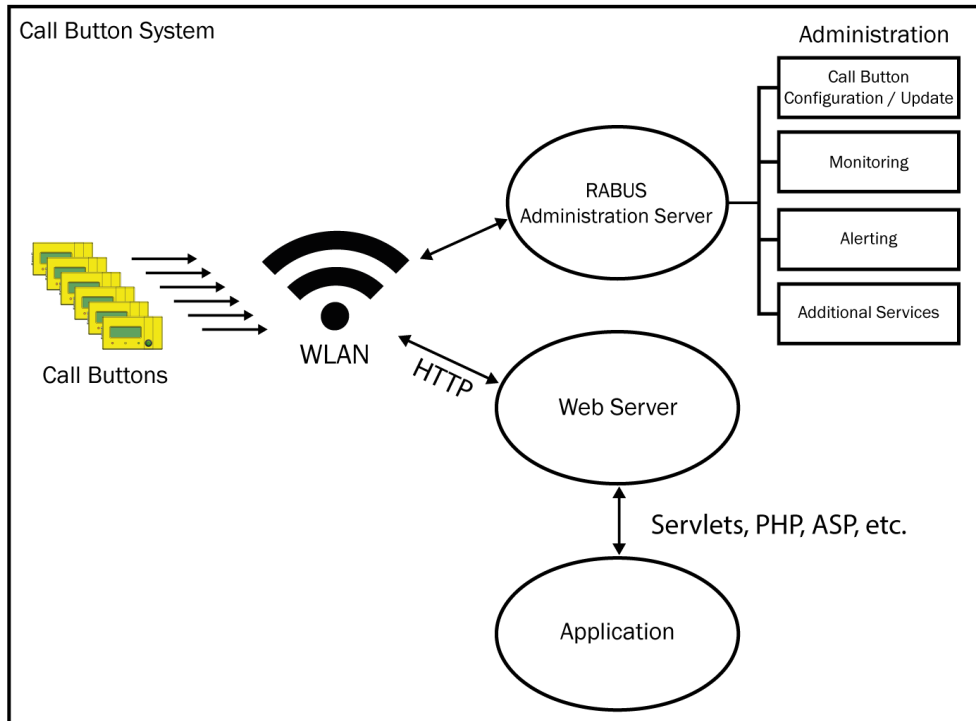 Call Button System
Administration
Call Button
Configuration / Update
Monitoring
Alerting
Additional Services
RABUS
Administration Server
Call Buttons
WLAN
HTTP
Web Server
Servlets, PHP, ASP, etc.
Application